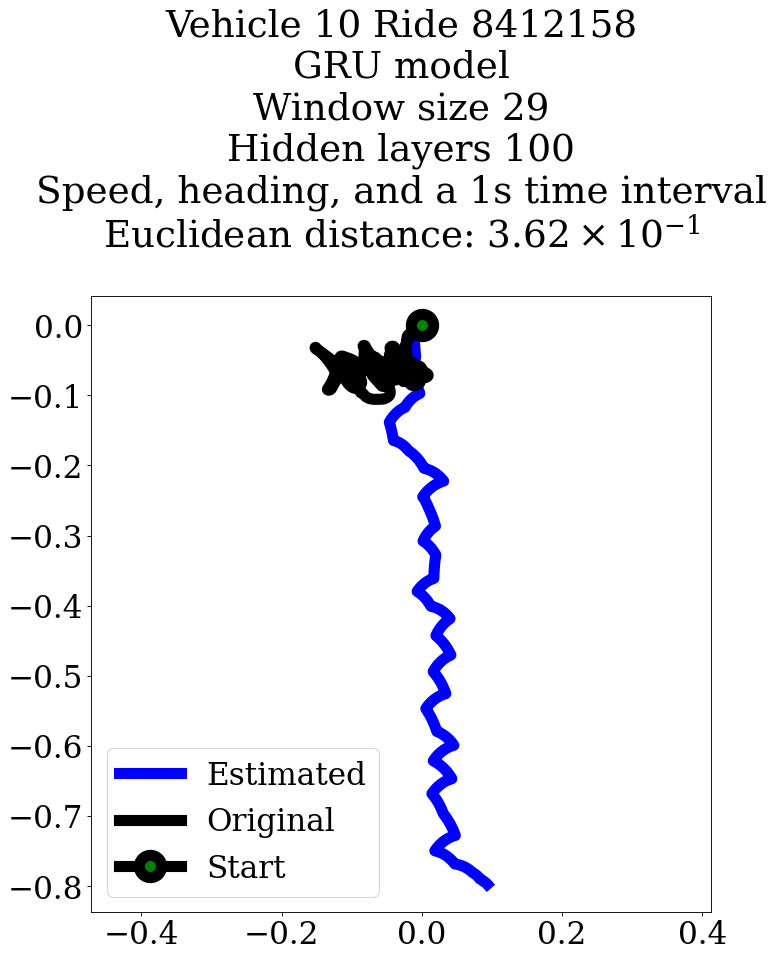 Vehicle 10 Ride 8412158
GRU model
Window size 29
Hidden layers 100
Speed, heading, and a 1s time interval
Euclidean distance: 3.62 × 10⁻¹
0.0
−0.1
−0.2
−0.3
−0.4
−0.5
−0.6
−0.7
−0.8
Estimated
Original
Start
−0.4 −0.2 0.0 0.2 0.4